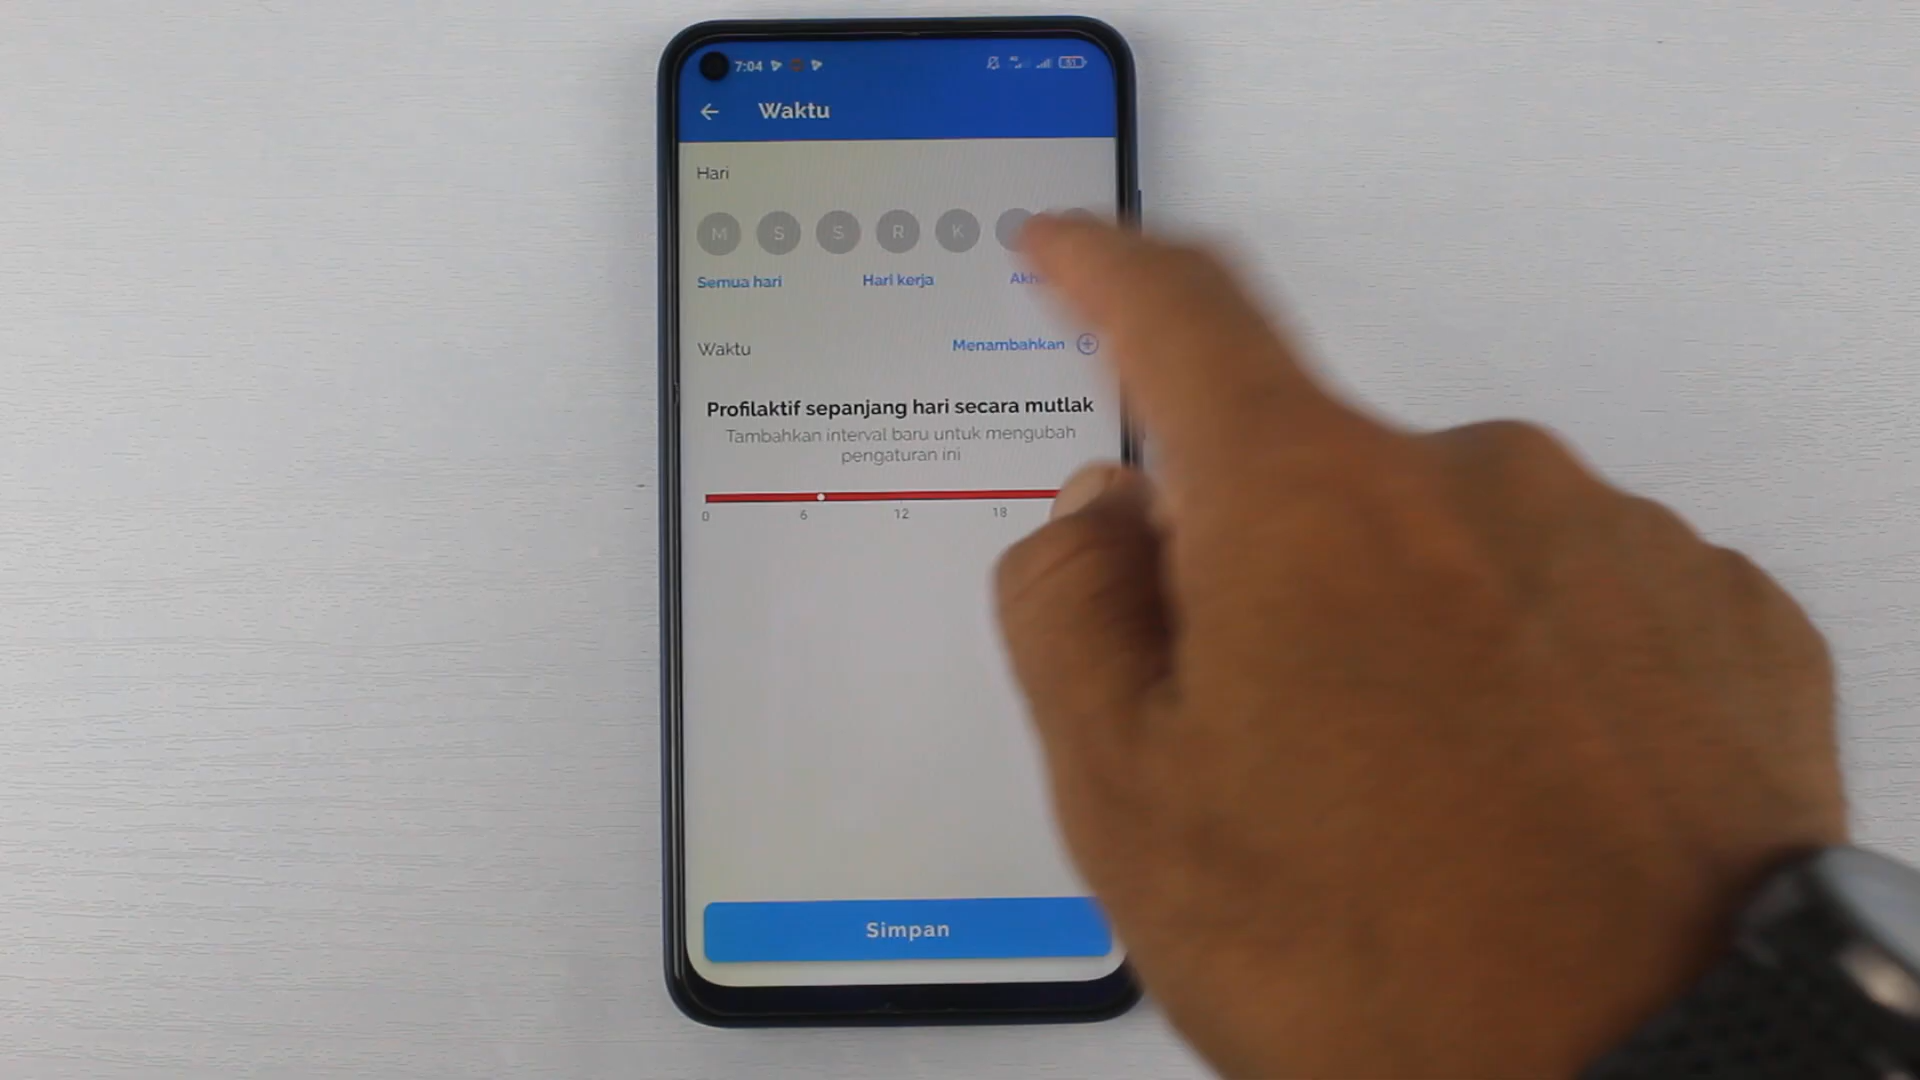 7:04 51
Waktu
Hari
M S S R K
Semua hari Hari kerja
Waktu Menambahkan
Profilaktif sepanjang hari secara mutlak
Tambahkan interval baru untuk mengubah
pengaturan ini
0 6 12 18
Simpan